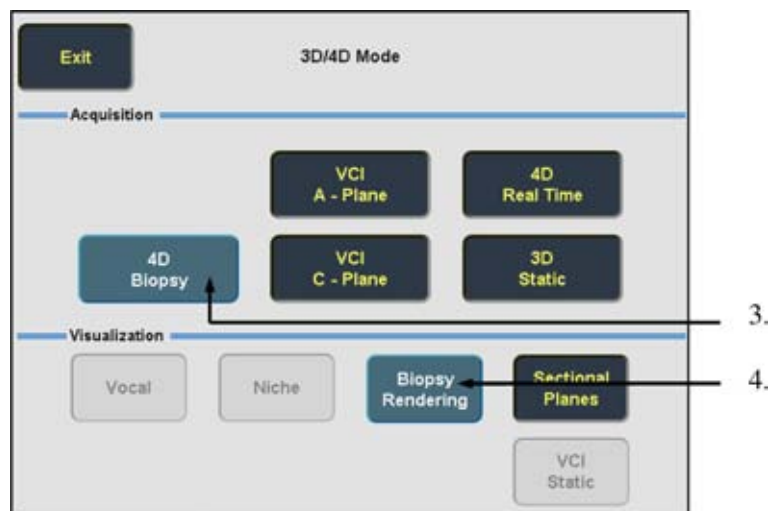 Exit
3D/4D Mode
Acquisition
VCI
A - Plane
4D
Real Time
4D
Biopsy
VCI
C - Plane
3D
Static
3.
Visualization
Vocal
Niche
Biopsy
Rendering
Sectional
Planes
4.
VCI
Static